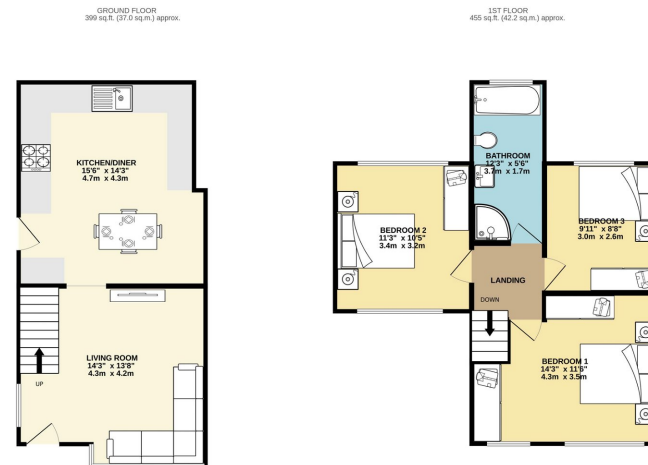 GROUND FLOOR
399 sq.ft. (37.0 sq.m.) approx.
1ST FLOOR
455 sq.ft. (42.2 sq.m.) approx.
KITCHEN/DINER
15'6" x 14'3"
4.7m x 4.3m
LIVING ROOM
14'3" x 13'8"
4.3m x 4.2m
UP
BATHROOM
12'3" x 5'6"
3.7m x 1.7m
BEDROOM 2
11'3" x 10'5"
3.4m x 3.2m
BEDROOM 3
9'11" x 8'8"
3.0m x 2.6m
LANDING
DOWN
BEDROOM 1
14'3" x 11'6"
4.3m x 3.5m